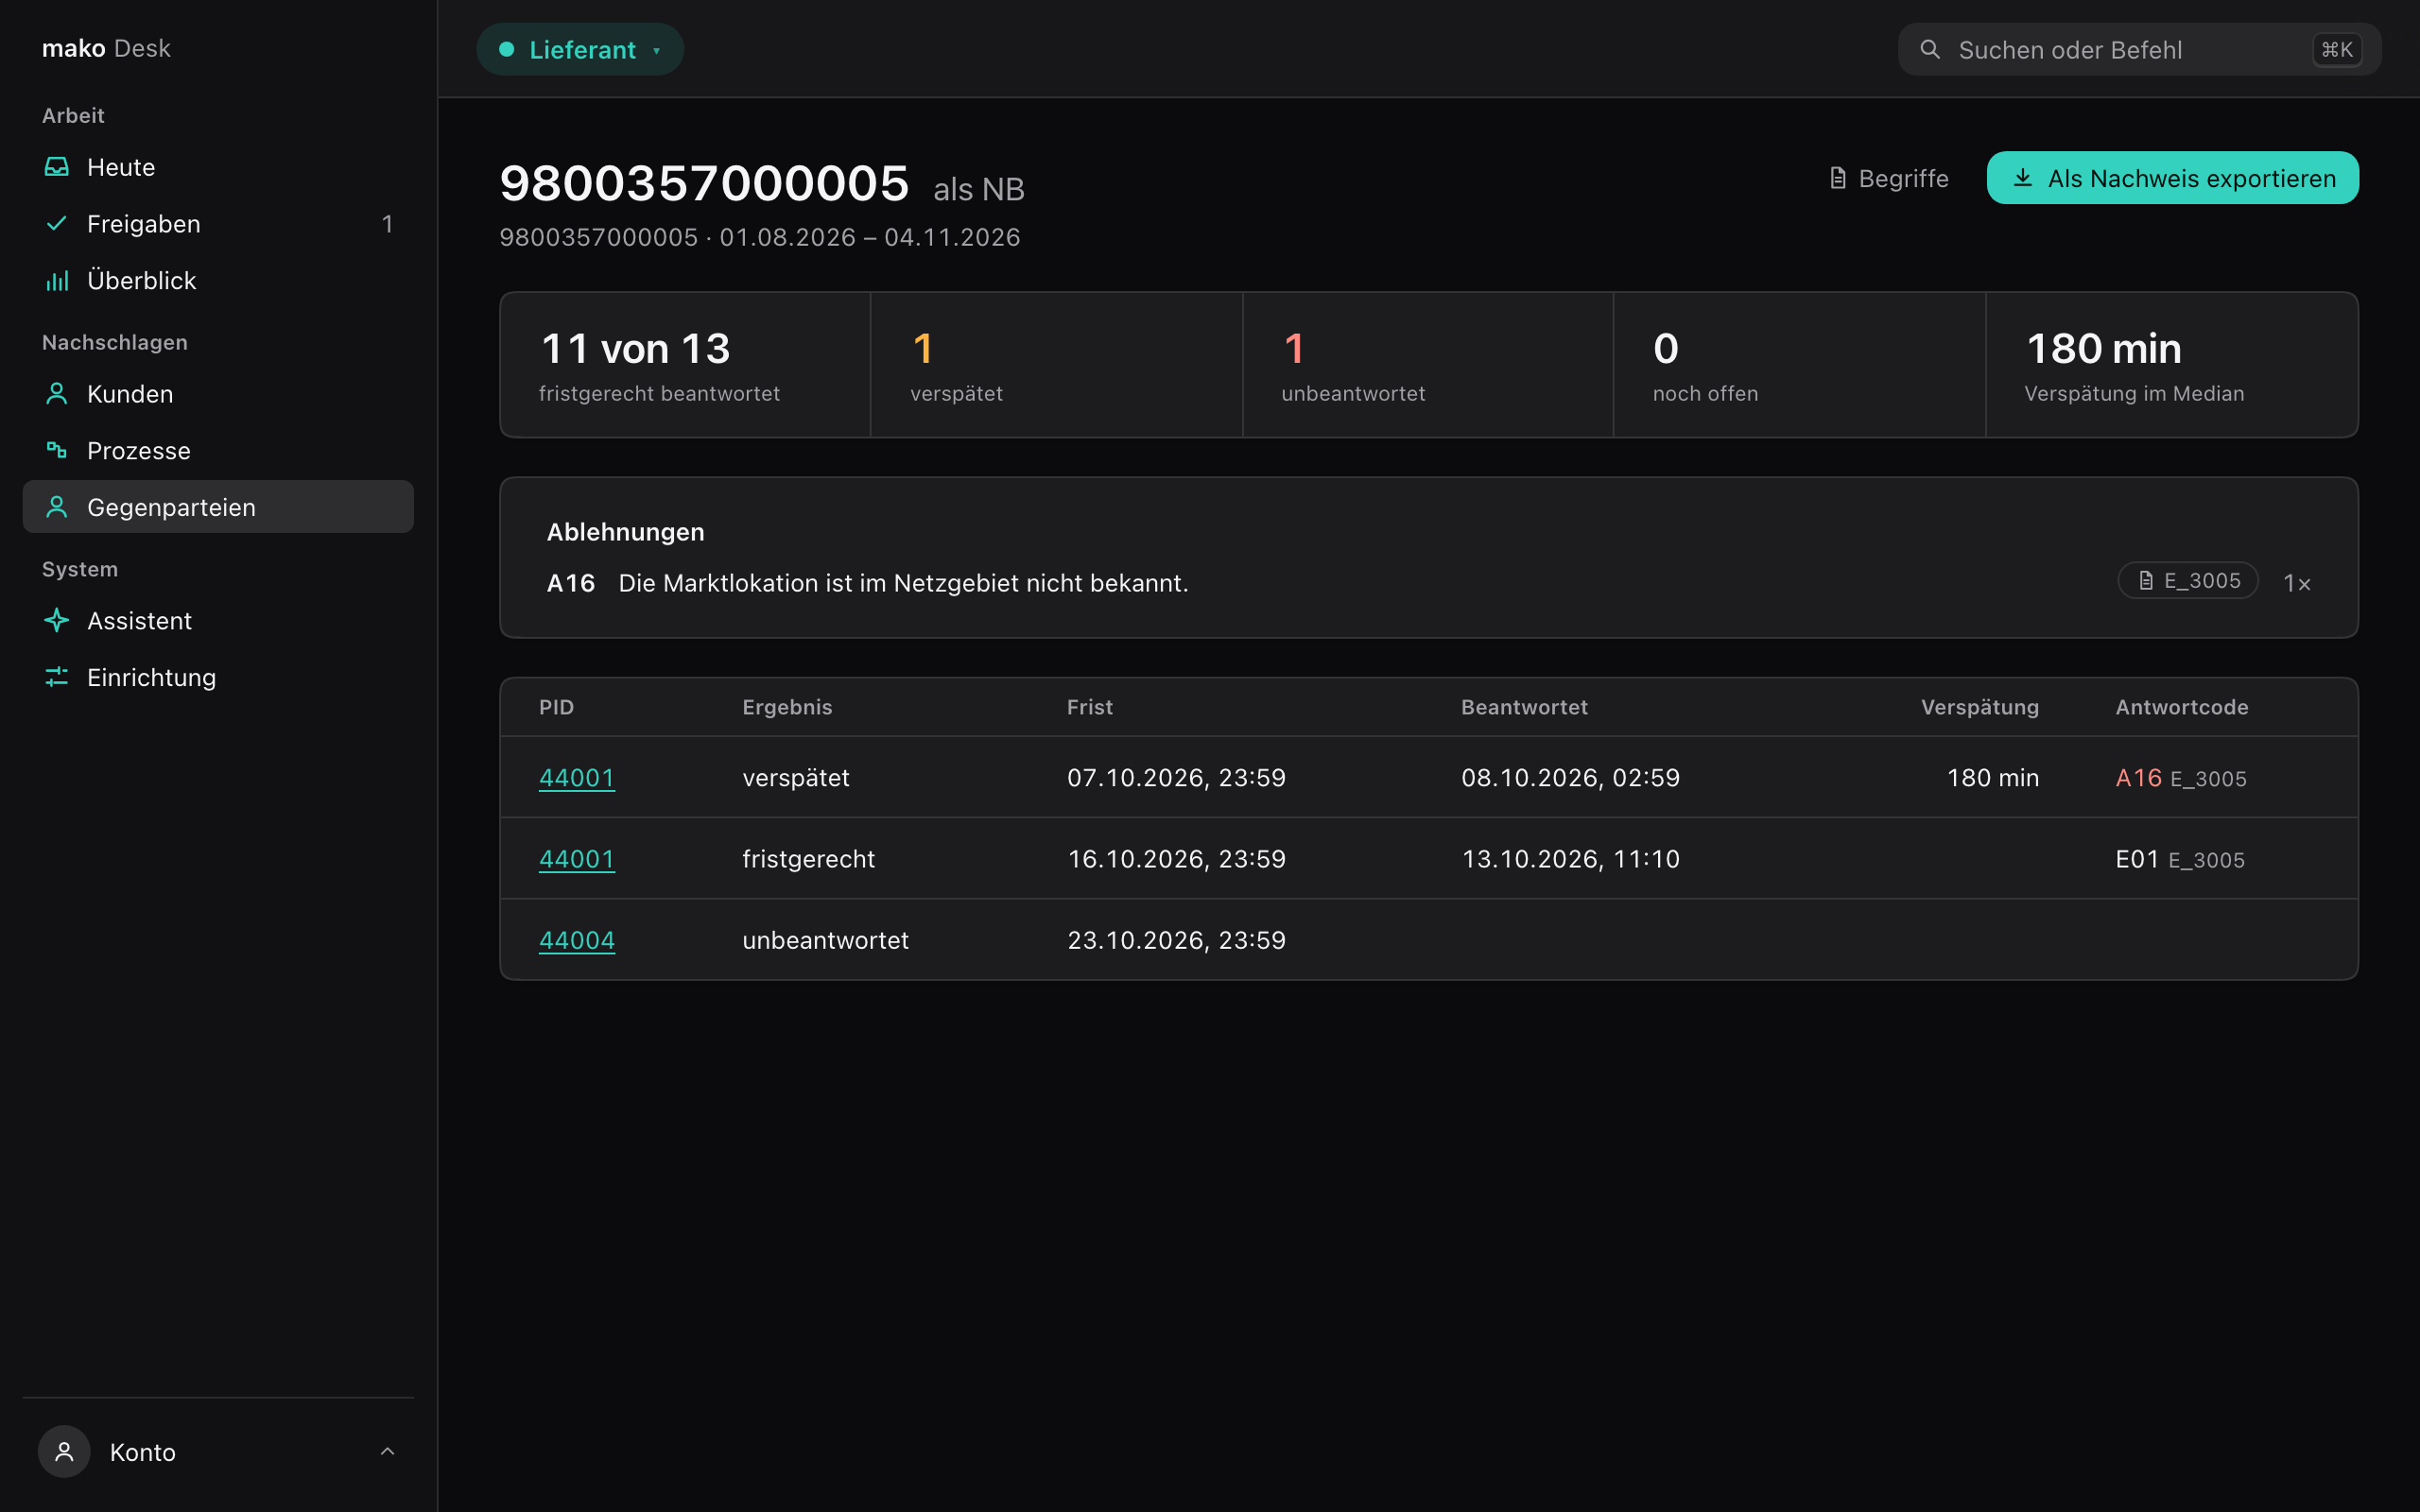 mako Desk
Arbeit
Heute
Freigaben 1
Überblick
Nachschlagen
Kunden
Prozesse
Gegenparteien
System
Assistent
Einrichtung
Konto
Lieferant
Suchen oder Befehl ⌘K
9800357000005 als NB
9800357000005 · 01.08.2026 – 04.11.2026
Begriffe
Als Nachweis exportieren
11 von 13
fristgerecht beantwortet
1
verspätet
1
unbeantwortet
0
noch offen
180 min
Verspätung im Median
Ablehnungen
A16 Die Marktlokation ist im Netzgebiet nicht bekannt. E_3005 1×
PID Ergebnis Frist Beantwortet Verspätung Antwortcode
44001 verspätet 07.10.2026, 23:59 08.10.2026, 02:59 180 min A16 E_3005
44001 fristgerecht 16.10.2026, 23:59 13.10.2026, 11:10 E01 E_3005
44004 unbeantwortet 23.10.2026, 23:59